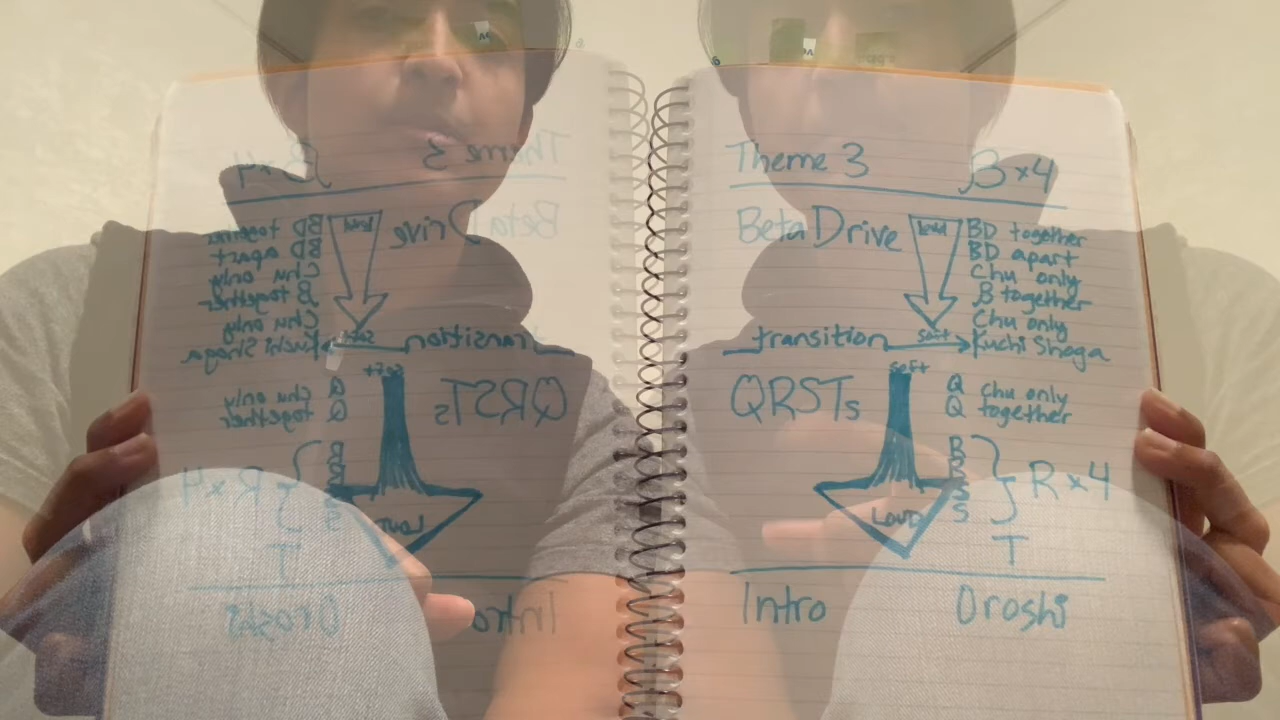 Theme 3 β×4
Beta Drive loud BD together
BD apart
Chu only
β together
Chu only
transition soft Kuchi Shoga
soft
QRSTs Q Chu only
Q together
B
S
S R×4
LOUD
T
Intro Oroshi